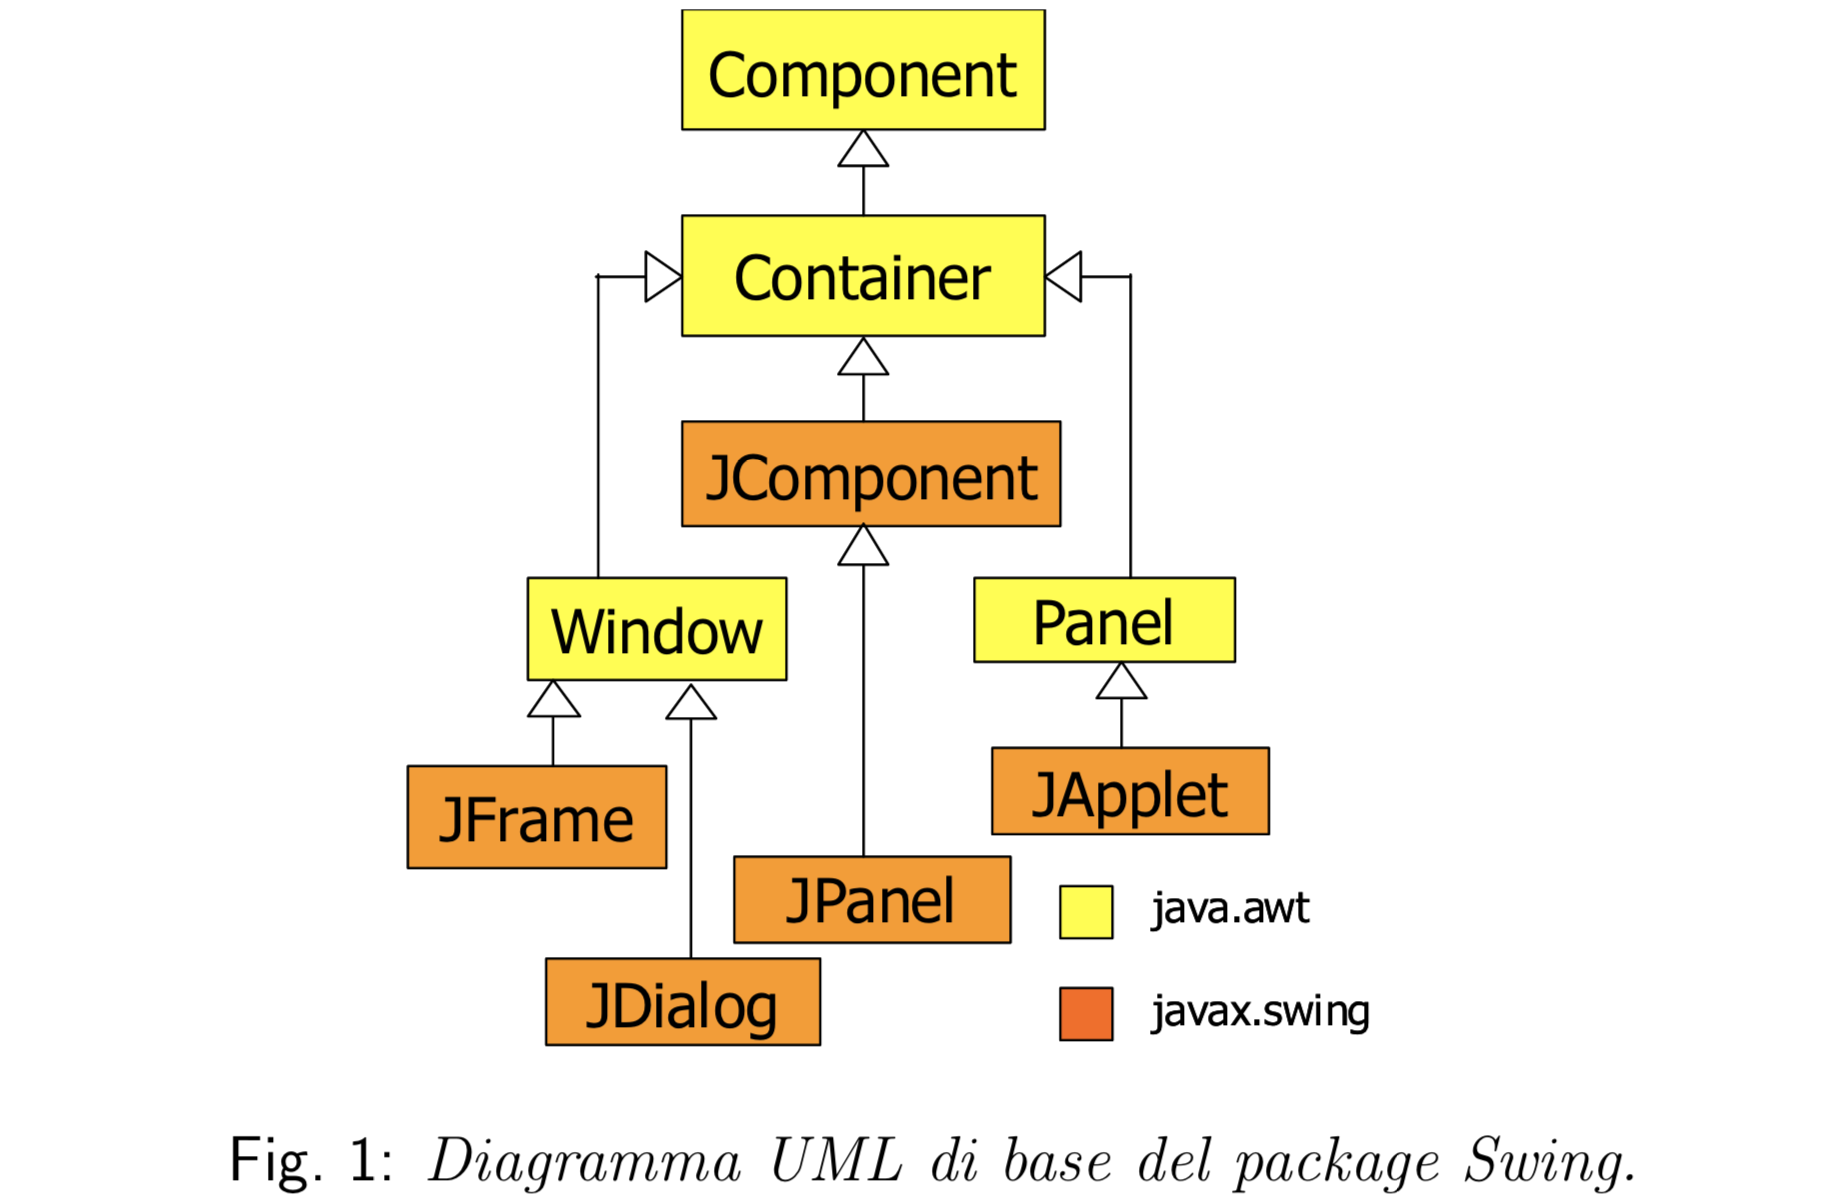 Component
Container
JComponent
Window
Panel
JFrame
JApplet
JPanel
JDialog
java.awt
javax.swing
Fig. 1: Diagramma UML di base del package Swing.